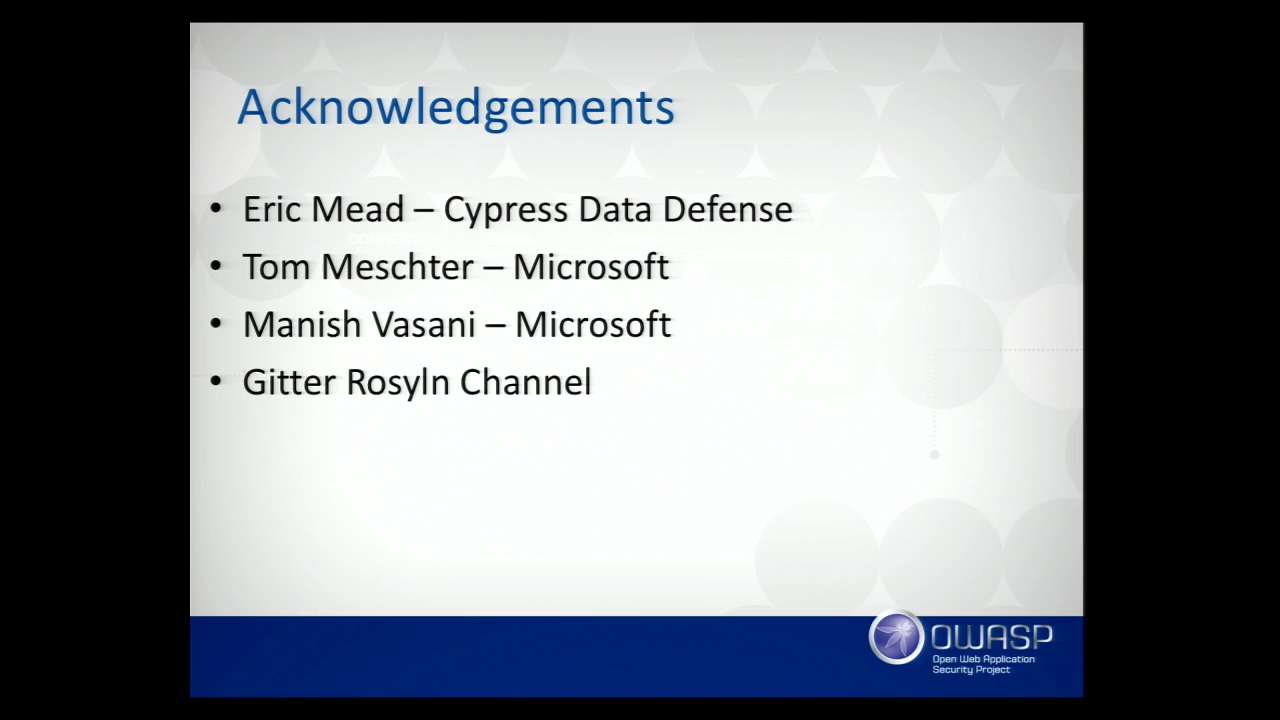 Acknowledgements
• Eric Mead – Cypress Data Defense
• Tom Meschter – Microsoft
• Manish Vasani – Microsoft
• Gitter Rosyln Channel
OWASP
Open Web Application
Security Project